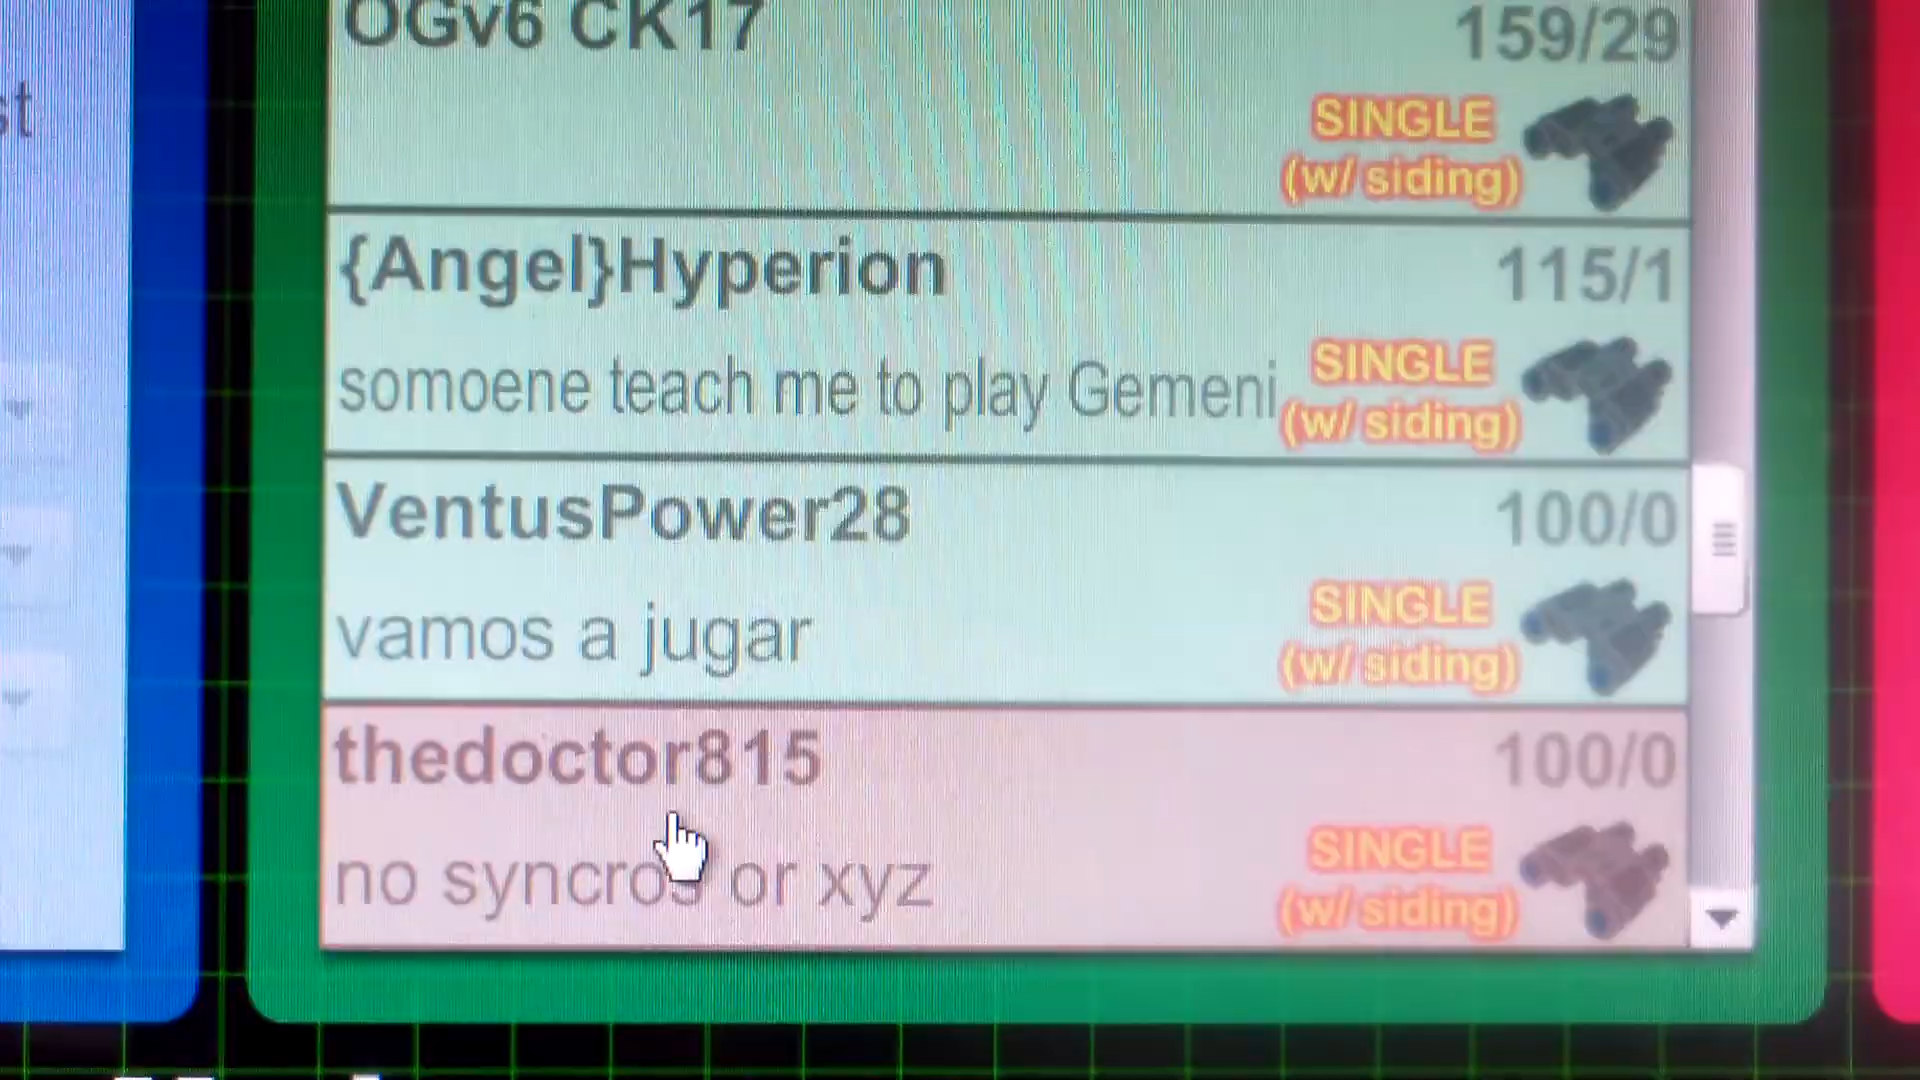 OGv6 CK17
159/29
st
SINGLE
(w/ siding)
{Angel}Hyperion
115/1
somoene teach me to play Gemeni
SINGLE
(w/ siding)
VentusPower28
100/0
vamos a jugar
SINGLE
(w/ siding)
thedoctor815
100/0
no syncros or xyz
SINGLE
(w/ siding)